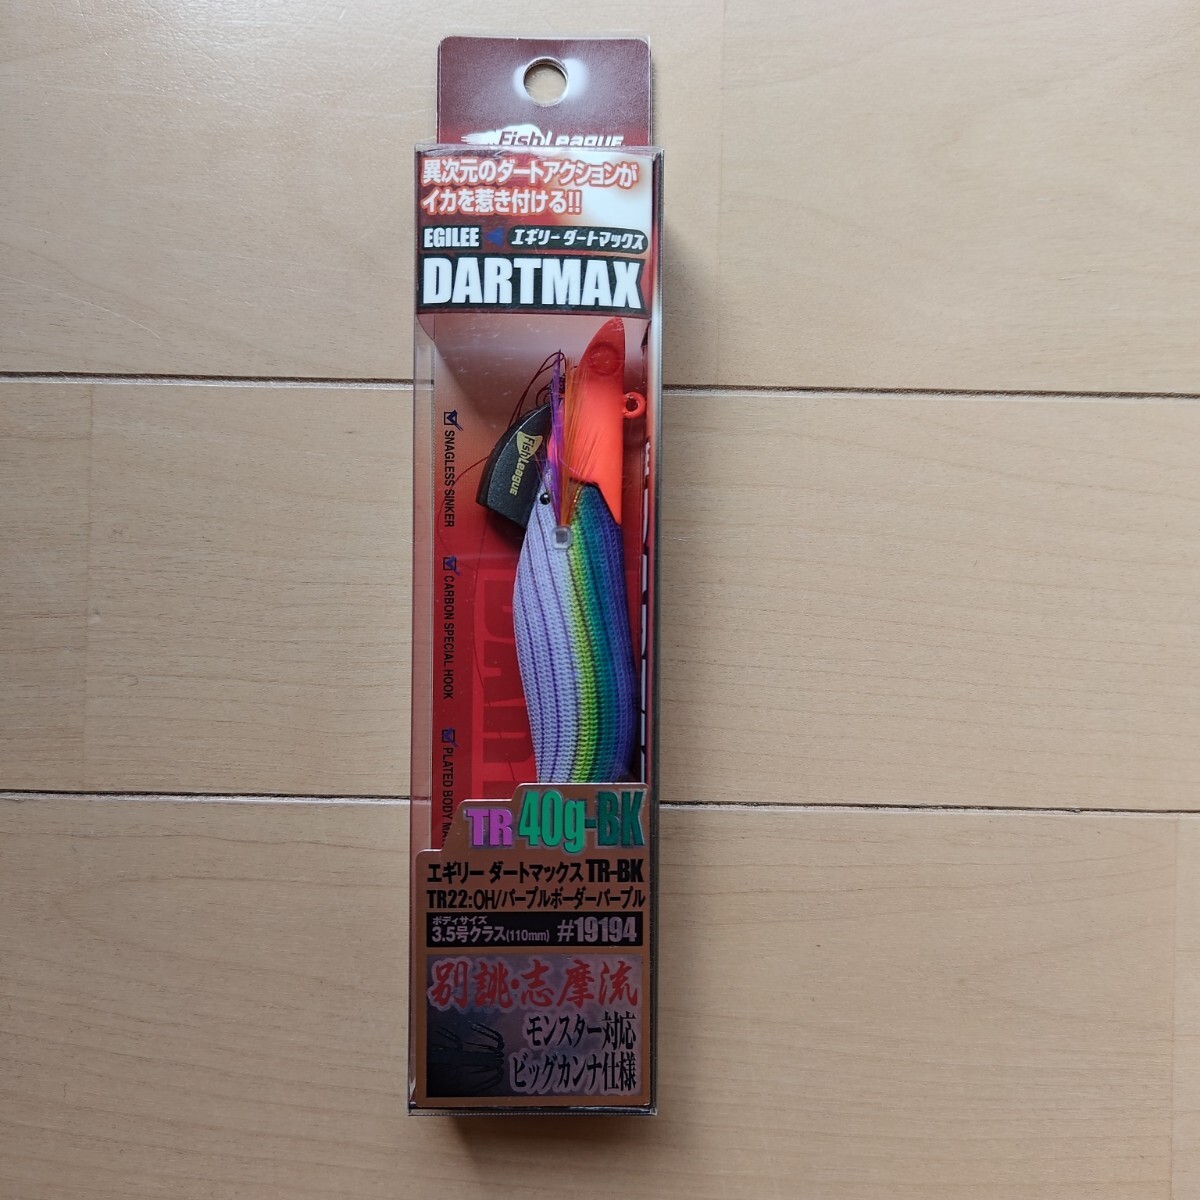 FishLeague
異次元のダートアクションが
イカを惹き付ける!!
EGILEE エギリーダートマックス
DARTMAX
FishLeague
SNAGLESS SINKER
CARBON SPECIAL HOOK
PLATED BODY
TR 40g-BK
エギリー ダートマックス TR-BK
TR22:OH/パープルボーダーパープル
ボディサイズ
3.5号クラス(110mm) #19194
別誂・志摩流
モンスター対応
ビッグカンナ仕様